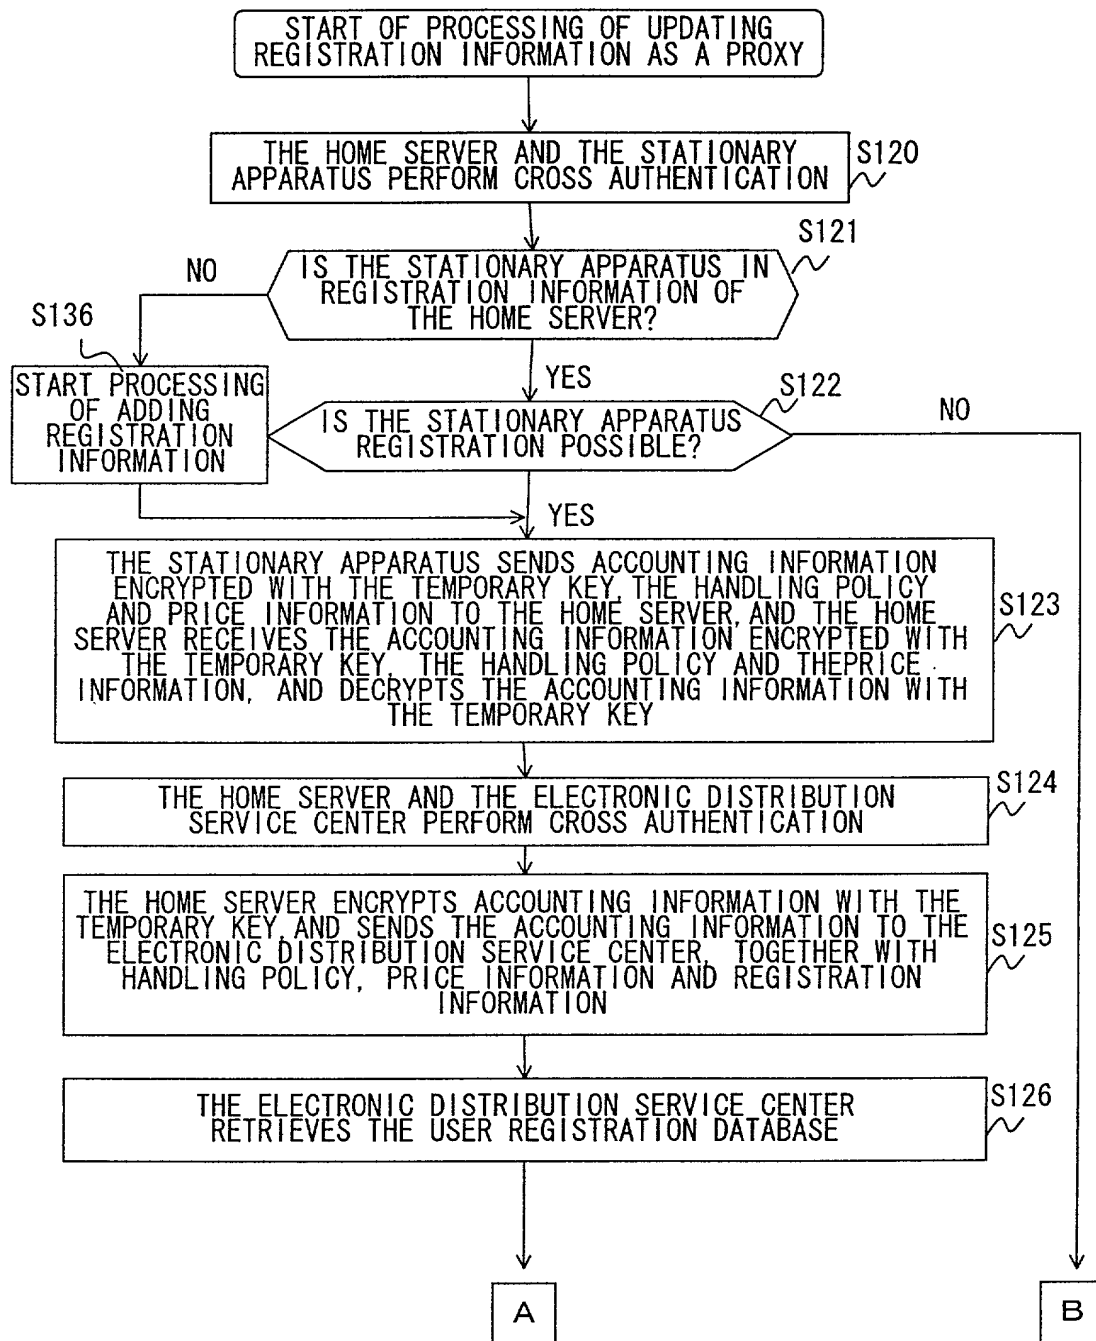 START OF PROCESSING OF UPDATING
REGISTRATION INFORMATION AS A PROXY
THE HOME SERVER AND THE STATIONARY
APPARATUS PERFORM CROSS AUTHENTICATION
S120
S121
IS THE STATIONARY APPARATUS IN
REGISTRATION INFORMATION OF
THE HOME SERVER?
NO
S136
YES
START PROCESSING
OF ADDING
REGISTRATION
INFORMATION
S122
IS THE STATIONARY APPARATUS
REGISTRATION POSSIBLE?
NO
YES
THE STATIONARY APPARATUS SENDS ACCOUNTING INFORMATION
ENCRYPTED WITH THE TEMPORARY KEY, THE HANDLING POLICY
AND PRICE INFORMATION TO THE HOME SERVER, AND THE HOME
SERVER RECEIVES THE ACCOUNTING INFORMATION ENCRYPTED WITH
THE TEMPORARY KEY, THE HANDLING POLICY AND THEPRICE
INFORMATION, AND DECRYPTS THE ACCOUNTING INFORMATION WITH
THE TEMPORARY KEY
S123
THE HOME SERVER AND THE ELECTRONIC DISTRIBUTION
SERVICE CENTER PERFORM CROSS AUTHENTICATION
S124
THE HOME SERVER ENCRYPTS ACCOUNTING INFORMATION WITH THE
TEMPORARY KEY, AND SENDS THE ACCOUNTING INFORMATION TO THE
ELECTRONIC DISTRIBUTION SERVICE CENTER, TOGETHER WITH
HANDLING POLICY, PRICE INFORMATION AND REGISTRATION
INFORMATION
S125
THE ELECTRONIC DISTRIBUTION SERVICE CENTER
RETRIEVES THE USER REGISTRATION DATABASE
S126
A
B